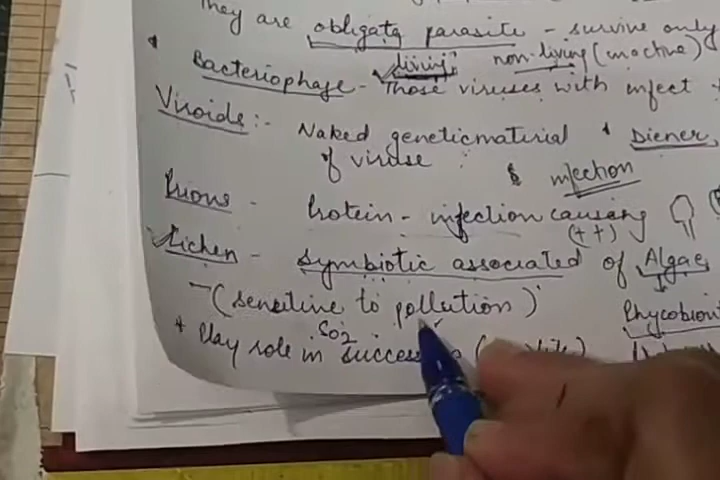 They are obligate parasite - survive only
living non-living (inactive)
Bacteriophage - Those viruses with infect
Viroids :- Naked genetic material Diener,
of viruse
infection
Prions - Protein - infection causing
(++)
Lichen - Symbiotic associated of Algae
- (sensitive to pollution)
Phycobiont
SO2
* Play role in